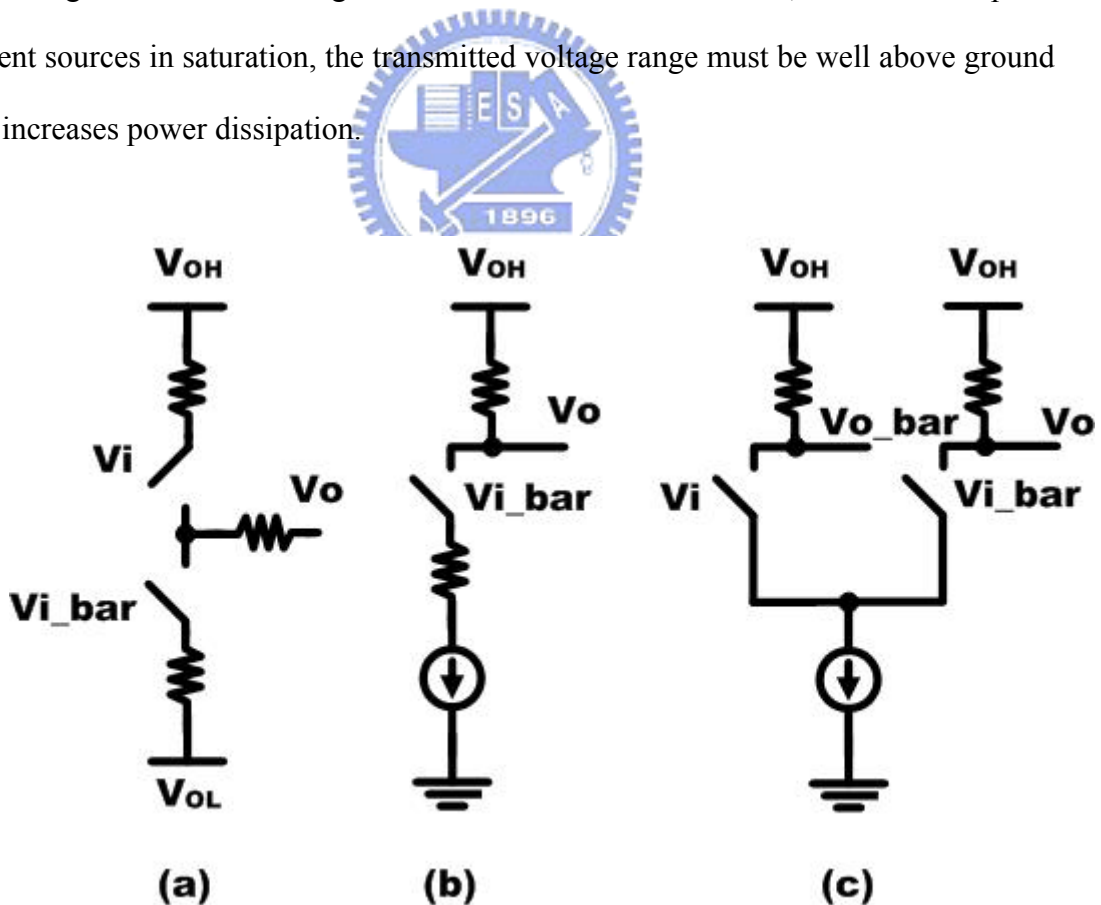 ent sources in saturation, the transmitted voltage range must be well above ground
increases power dissipation.
E S A
1896
VOH VOH VOH VOH
Vi Vo Vo Vo_bar Vo
Vi_bar Vi_bar Vi Vi_bar
VOL
(a) (b) (c)